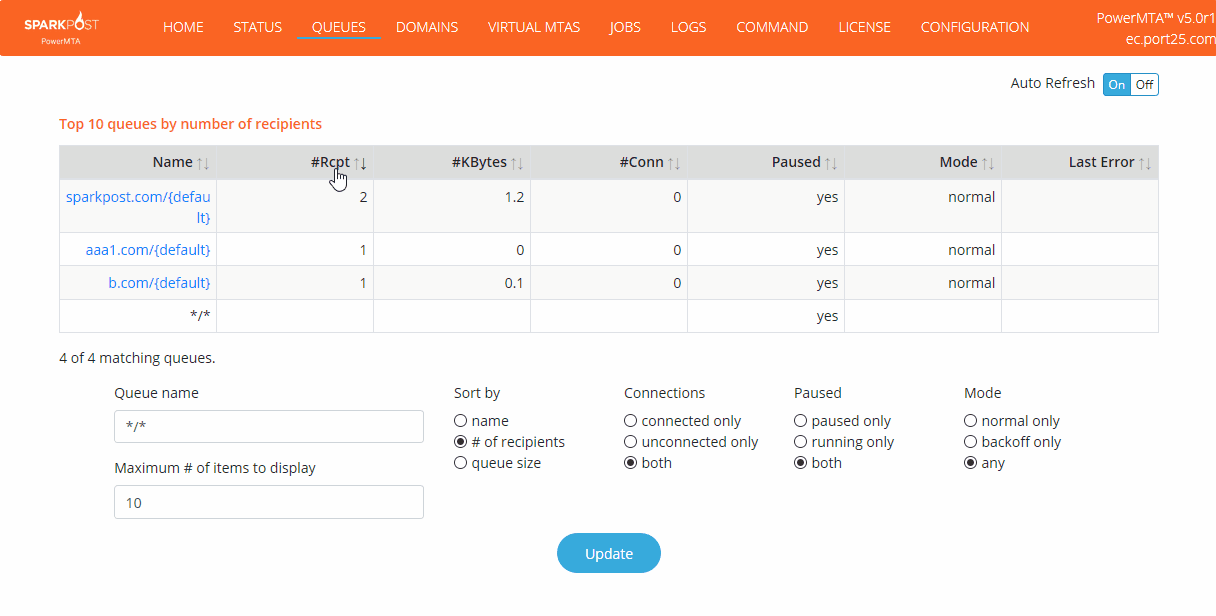 SPARKPOST
PowerMTA
HOME STATUS QUEUES DOMAINS VIRTUAL MTAS JOBS LOGS COMMAND LICENSE CONFIGURATION
PowerMTA™ v5.0r1
ec.port25.com
Auto Refresh On Off
Top 10 queues by number of recipients
Name ↑↓ #Rcpt ↑↓ #KBytes ↑↓ #Conn ↑↓ Paused ↑↓ Mode ↑↓ Last Error ↑↓
sparkpost.com/{defau 2 1.2 0 yes normal
lt}
aaa1.com/{default} 1 0 0 yes normal
b.com/{default} 1 0.1 0 yes normal
*/* yes
4 of 4 matching queues.
Queue name Sort by Connections Paused Mode
*/* name connected only paused only normal only
# of recipients unconnected only running only backoff only
Maximum # of items to display queue size both both any
10
Update